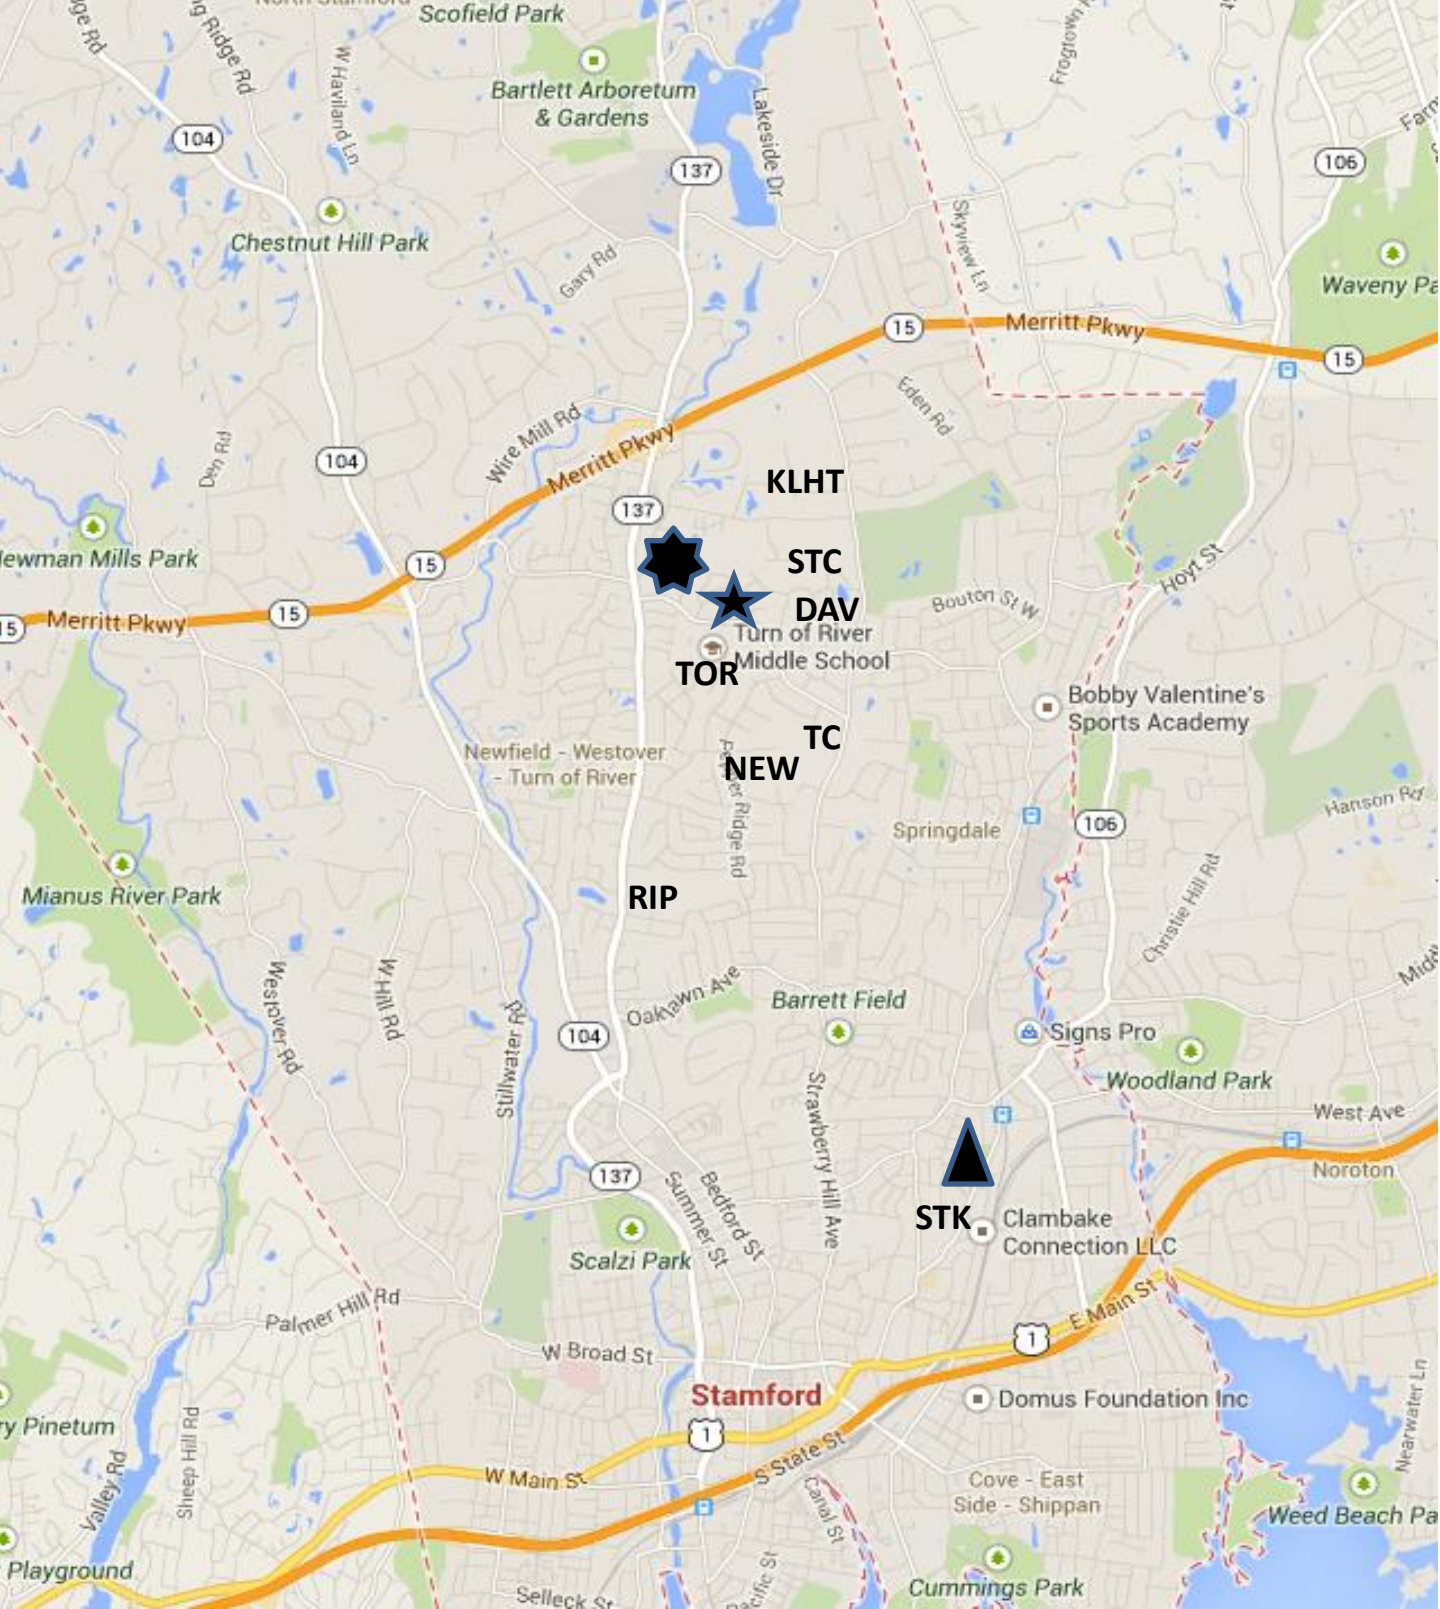 North Stamford
Scofield Park
Bartlett Arboretum
& Gardens
W Haviland Ln
Lakeside Dr
104
137
106
Chestnut Hill Park
Gary Rd
Skyview Ln
Waveny Pa
15
Merritt Pkwy
15
Eden Rd
Wire Mill Rd
Den Rd
Merritt Pkwy
104
KLHT
137
STC
15
Hoyt St
Merritt Pkwy
15
15
DAV
Bouton St W
Turn of River
Middle School
TOR
Bobby Valentine's
Sports Academy
TC
NEW
Newfield - Westover
- Turn of River
Hanson Rd
Springdale
106
Mianus River Park
RIP
Christie Hill Rd
Westover Rd
W Hill Rd
Stillwater Rd
Oaklawn Ave
Barrett Field
104
Signs Pro
Woodland Park
West Ave
Strawberry Hill Ave
Noroton
137
Summer St
Bedford St
STK
Clambake
Connection LLC
Scalzi Park
Palmer Hill Rd
E Main St
1
W Broad St
Stamford
Domus Foundation Inc
1
S State St
W Main St
Valley Rd
Sheep Hill Rd
Nearwater Ln
Canal St
Cove - East
Side - Shippan
Weed Beach Pa
Playground
Cummings Park
Selleck St